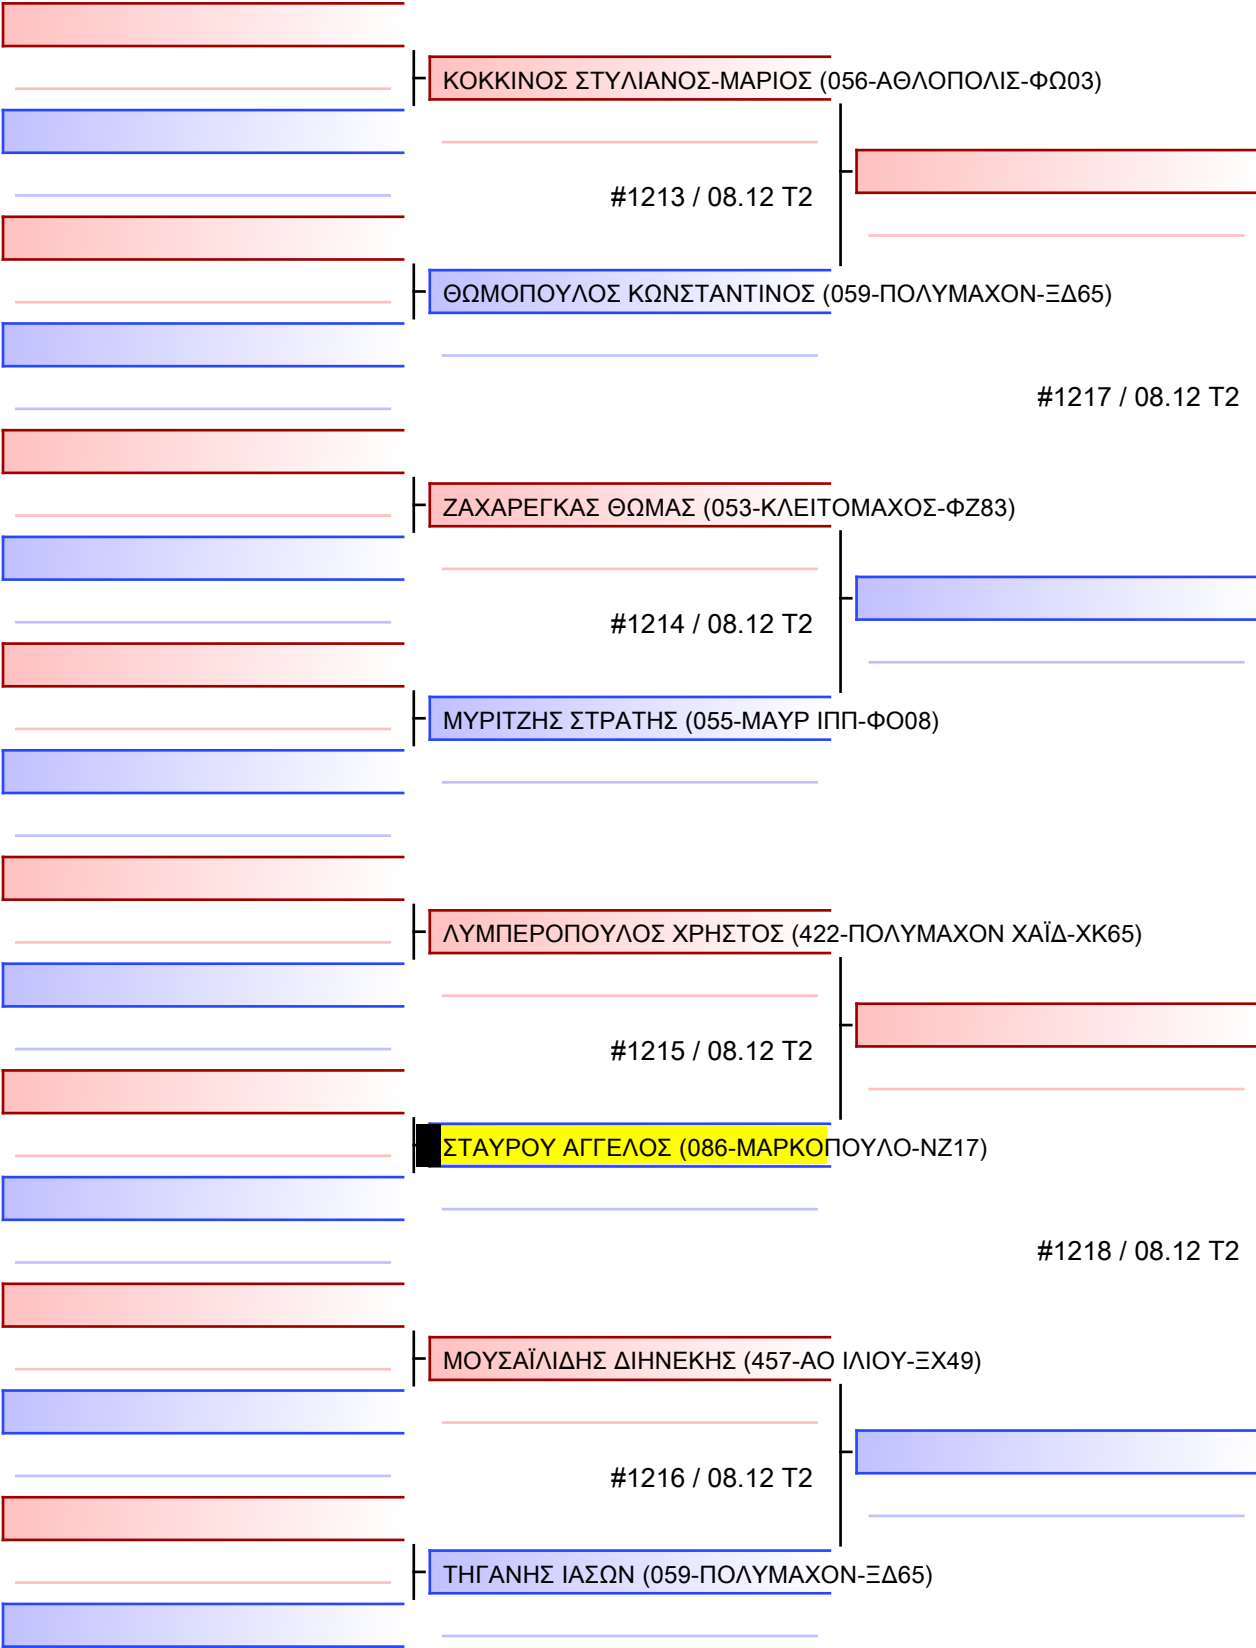 ΚΟΚΚΙΝΟΣ ΣΤΥΛΙΑΝΟΣ-ΜΑΡΙΟΣ (056-ΑΘΛΟΠΟΛΙΣ-ΦΩ03)
#1213 / 08.12 T2
ΘΩΜΟΠΟΥΛΟΣ ΚΩΝΣΤΑΝΤΙΝΟΣ (059-ΠΟΛΥΜΑΧΟΝ-ΞΔ65)
#1217 / 08.12 T2
ΖΑΧΑΡΕΓΚΑΣ ΘΩΜΑΣ (053-ΚΛΕΙΤΟΜΑΧΟΣ-ΦΖ83)
#1214 / 08.12 T2
ΜΥΡΙΤΖΗΣ ΣΤΡΑΤΗΣ (055-ΜΑΥΡ ΙΠΠ-ΦΟ08)
ΛΥΜΠΕΡΟΠΟΥΛΟΣ ΧΡΗΣΤΟΣ (422-ΠΟΛΥΜΑΧΟΝ ΧΑΪΔ-ΧΚ65)
#1215 / 08.12 T2
ΣΤΑΥΡΟΥ ΑΓΓΕΛΟΣ (086-ΜΑΡΚΟΠΟΥΛΟ-ΝΖ17)
#1218 / 08.12 T2
ΜΟΥΣΑΪΛΙΔΗΣ ΔΙΗΝΕΚΗΣ (457-ΑΟ ΙΛΙΟΥ-ΞΧ49)
#1216 / 08.12 T2
ΤΗΓΑΝΗΣ ΙΑΣΩΝ (059-ΠΟΛΥΜΑΧΟΝ-ΞΔ65)